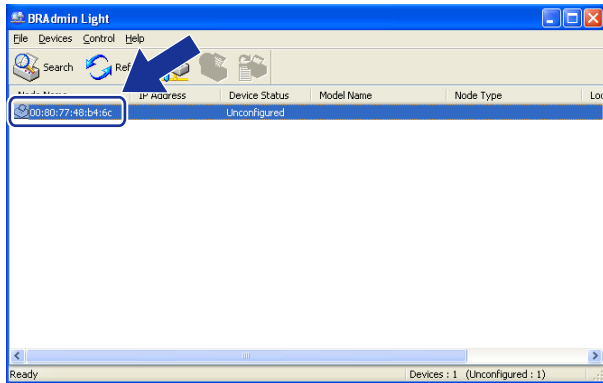 BRAdmin Light
File Devices Control Help
Search
IP Address Device Status Model Name Node Type
00:80:77:48:b4:6c Unconfigured
Ready Devices : 1 (Unconfigured : 1)